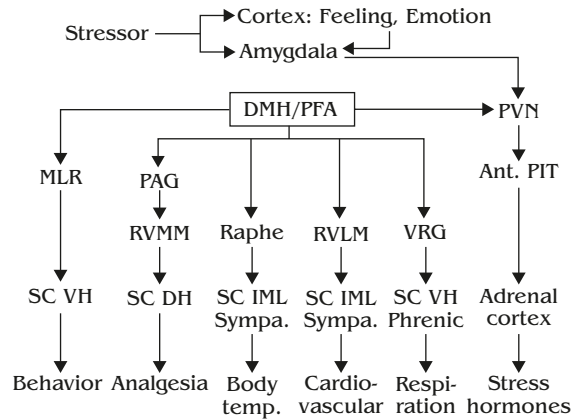 Cortex: Feeling, Emotion
Stressor
Amygdala
DMH/PFA
PVN
MLR
PAG
Ant. PIT
RVMM
Raphe
RVLM
VRG
SC VH
SC DH
SC IML
Sympa.
SC IML
Sympa.
SC VH
Phrenic
Adrenal
cortex
Behavior
Analgesia
Body
temp.
Cardio-
vascular
Respi-
ration
Stress
hormones